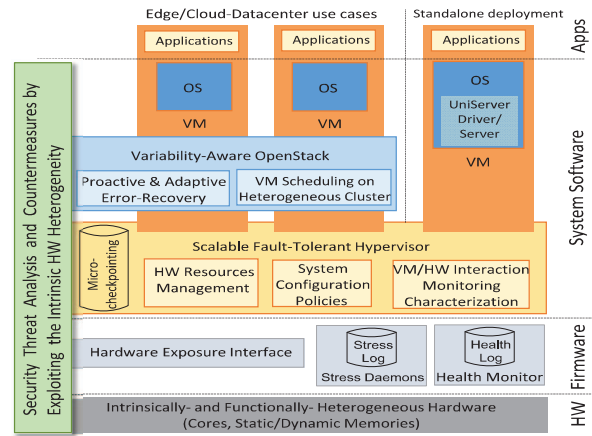 Edge/Cloud-Datacenter use cases
Standalone deployment
Applications
Applications
Applications
Apps
OS
OS
OS
UniServer
Driver/
Server
VM
VM
VM
System Software
Variability-Aware OpenStack
Proactive & Adaptive
Error-Recovery
VM Scheduling on
Heterogeneous Cluster
Scalable Fault-Tolerant Hypervisor
Micro-
checkpointing
HW Resources
Management
System
Configuration
Policies
VM/HW Interaction
Monitoring
Characterization
Hardware Exposure Interface
Stress
Log
Stress Daemons
Health
Log
Health Monitor
Firmware
Intrinsically- and Functionally- Heterogeneous Hardware
(Cores, Static/Dynamic Memories)
HW
Security Threat Analysis and Countermeasures by
Exploiting the Intrinsic HW Heterogeneity